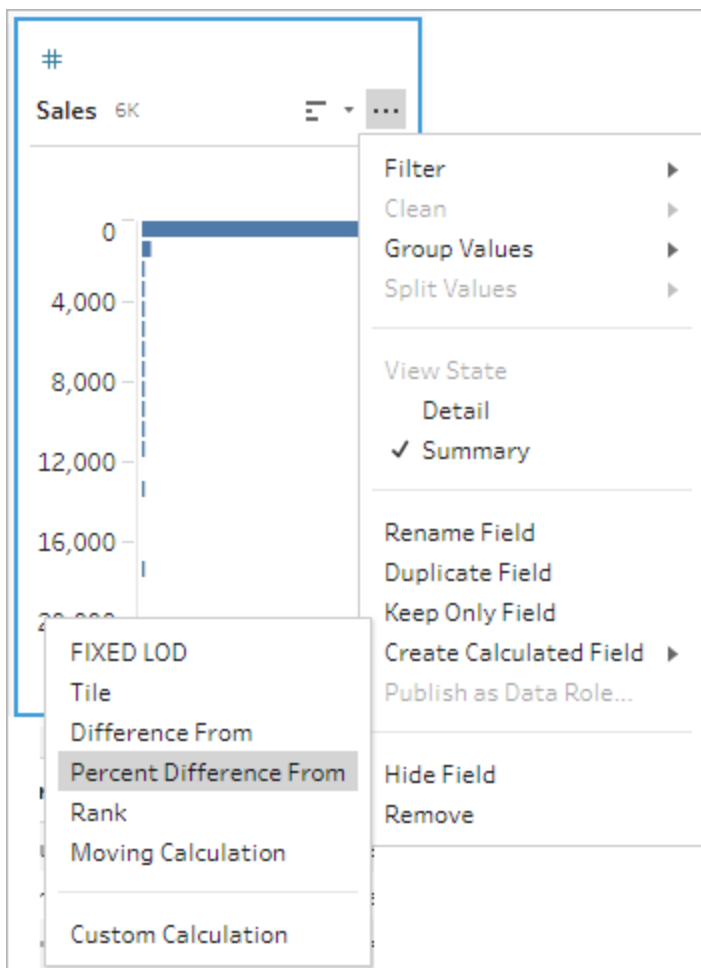 #
Sales 6K
Filter
Clean
Group Values
Split Values
View State
Detail
✓ Summary
Rename Field
Duplicate Field
Keep Only Field
Create Calculated Field
Publish as Data Role...
Hide Field
Remove
0
4,000
8,000
12,000
16,000
FIXED LOD
Tile
Difference From
Percent Difference From
Rank
Moving Calculation
Custom Calculation